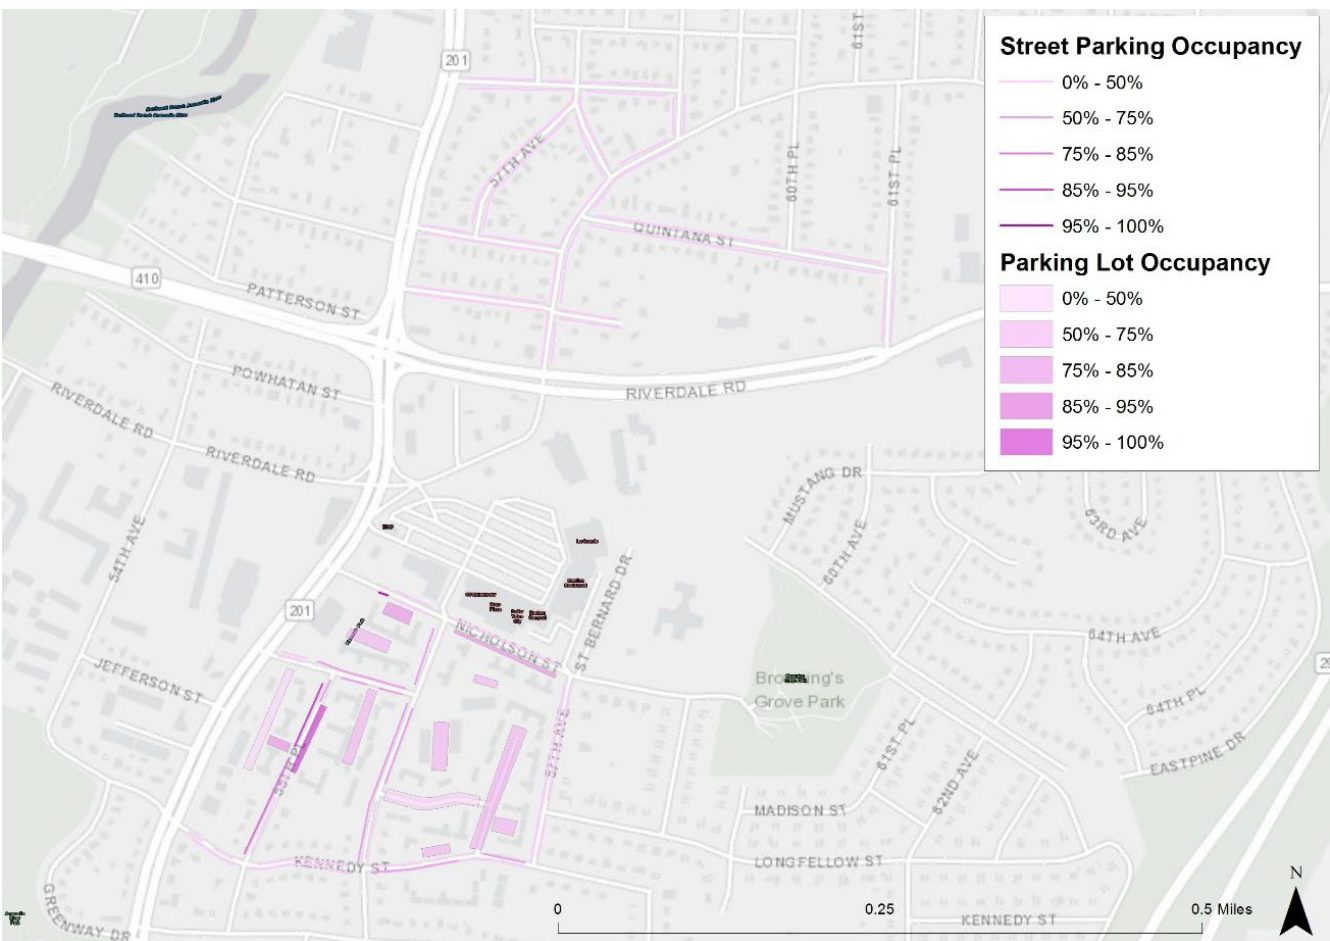 Street Parking Occupancy
0% - 50%
50% - 75%
75% - 85%
85% - 95%
95% - 100%
Parking Lot Occupancy
0% - 50%
50% - 75%
75% - 85%
85% - 95%
95% - 100%
201
61ST
57TH AVE
60TH PL
61ST PL
QUINTANA ST
410
PATTERSON ST
POWHATAN ST
RIVERDALE RD
RIVERDALE RD
RIVERDALE RD
MUSTANG DR
63RD AVE
60TH AVE
54TH AVE
201
NICHOLSON ST
ST BERNARD DR
64TH AVE
JEFFERSON ST
Grove Park
64TH PL
EASTPINE DR
61ST PL
57TH AVE
55TH PL
62ND AVE
MADISON ST
LONGFELLOW ST
KENNEDY ST
GREENWAY DR
KENNEDY ST
0
0.25
0.5 Miles
N